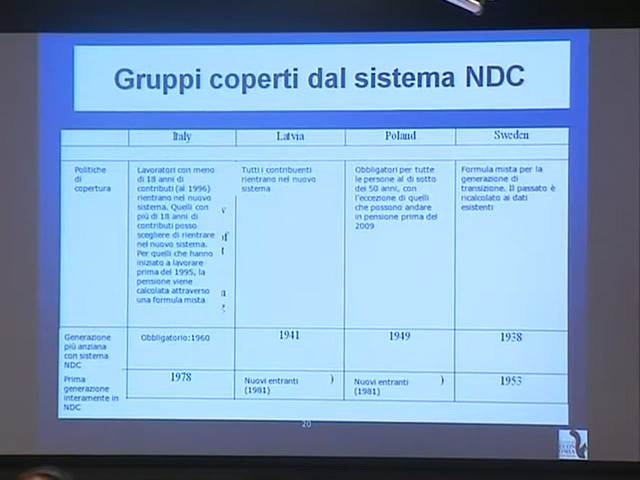 Gruppi coperti dal sistema NDC
Italy
Latvia
Poland
Sweden
Politiche
di
copertura
Lavoratori con meno
di 18 anni di
contributi (al 1996)
rientrano nel nuovo
sistema. Quelli con
più di 18 anni di
contributi posso
scegliere di rientrare
nel nuovo sistema.
Per quelli che hanno
iniziato a lavorare
prima del 1995, la
pensione viene
calcolata attraverso
una formula mista
Tutti i contribuenti
rientrano nel nuovo
sistema
Obbligatori per tutte
le persone al di sotto
dei 50 anni, con
l'eccezione di quelli
che possono andare
in pensione prima del
2009
Formula mista per la
generazione di
transizione. Il passato è
ricalcolato ai dati
esistenti
Generazione
più anziana
con sistema
NDC
Obbligatorio:1960
1941
1949
1938
Prima
generazione
interamente in
NDC
1978
Nuovi entranti )
(1981)
Nuovi entranti )
(1981)
1953
20